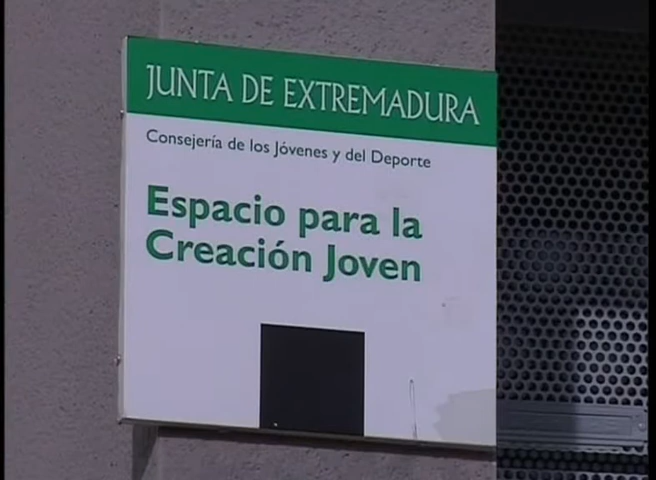 JUNTA DE EXTREMADURA
Consejería de los Jóvenes y del Deporte
Espacio para la
Creación Joven